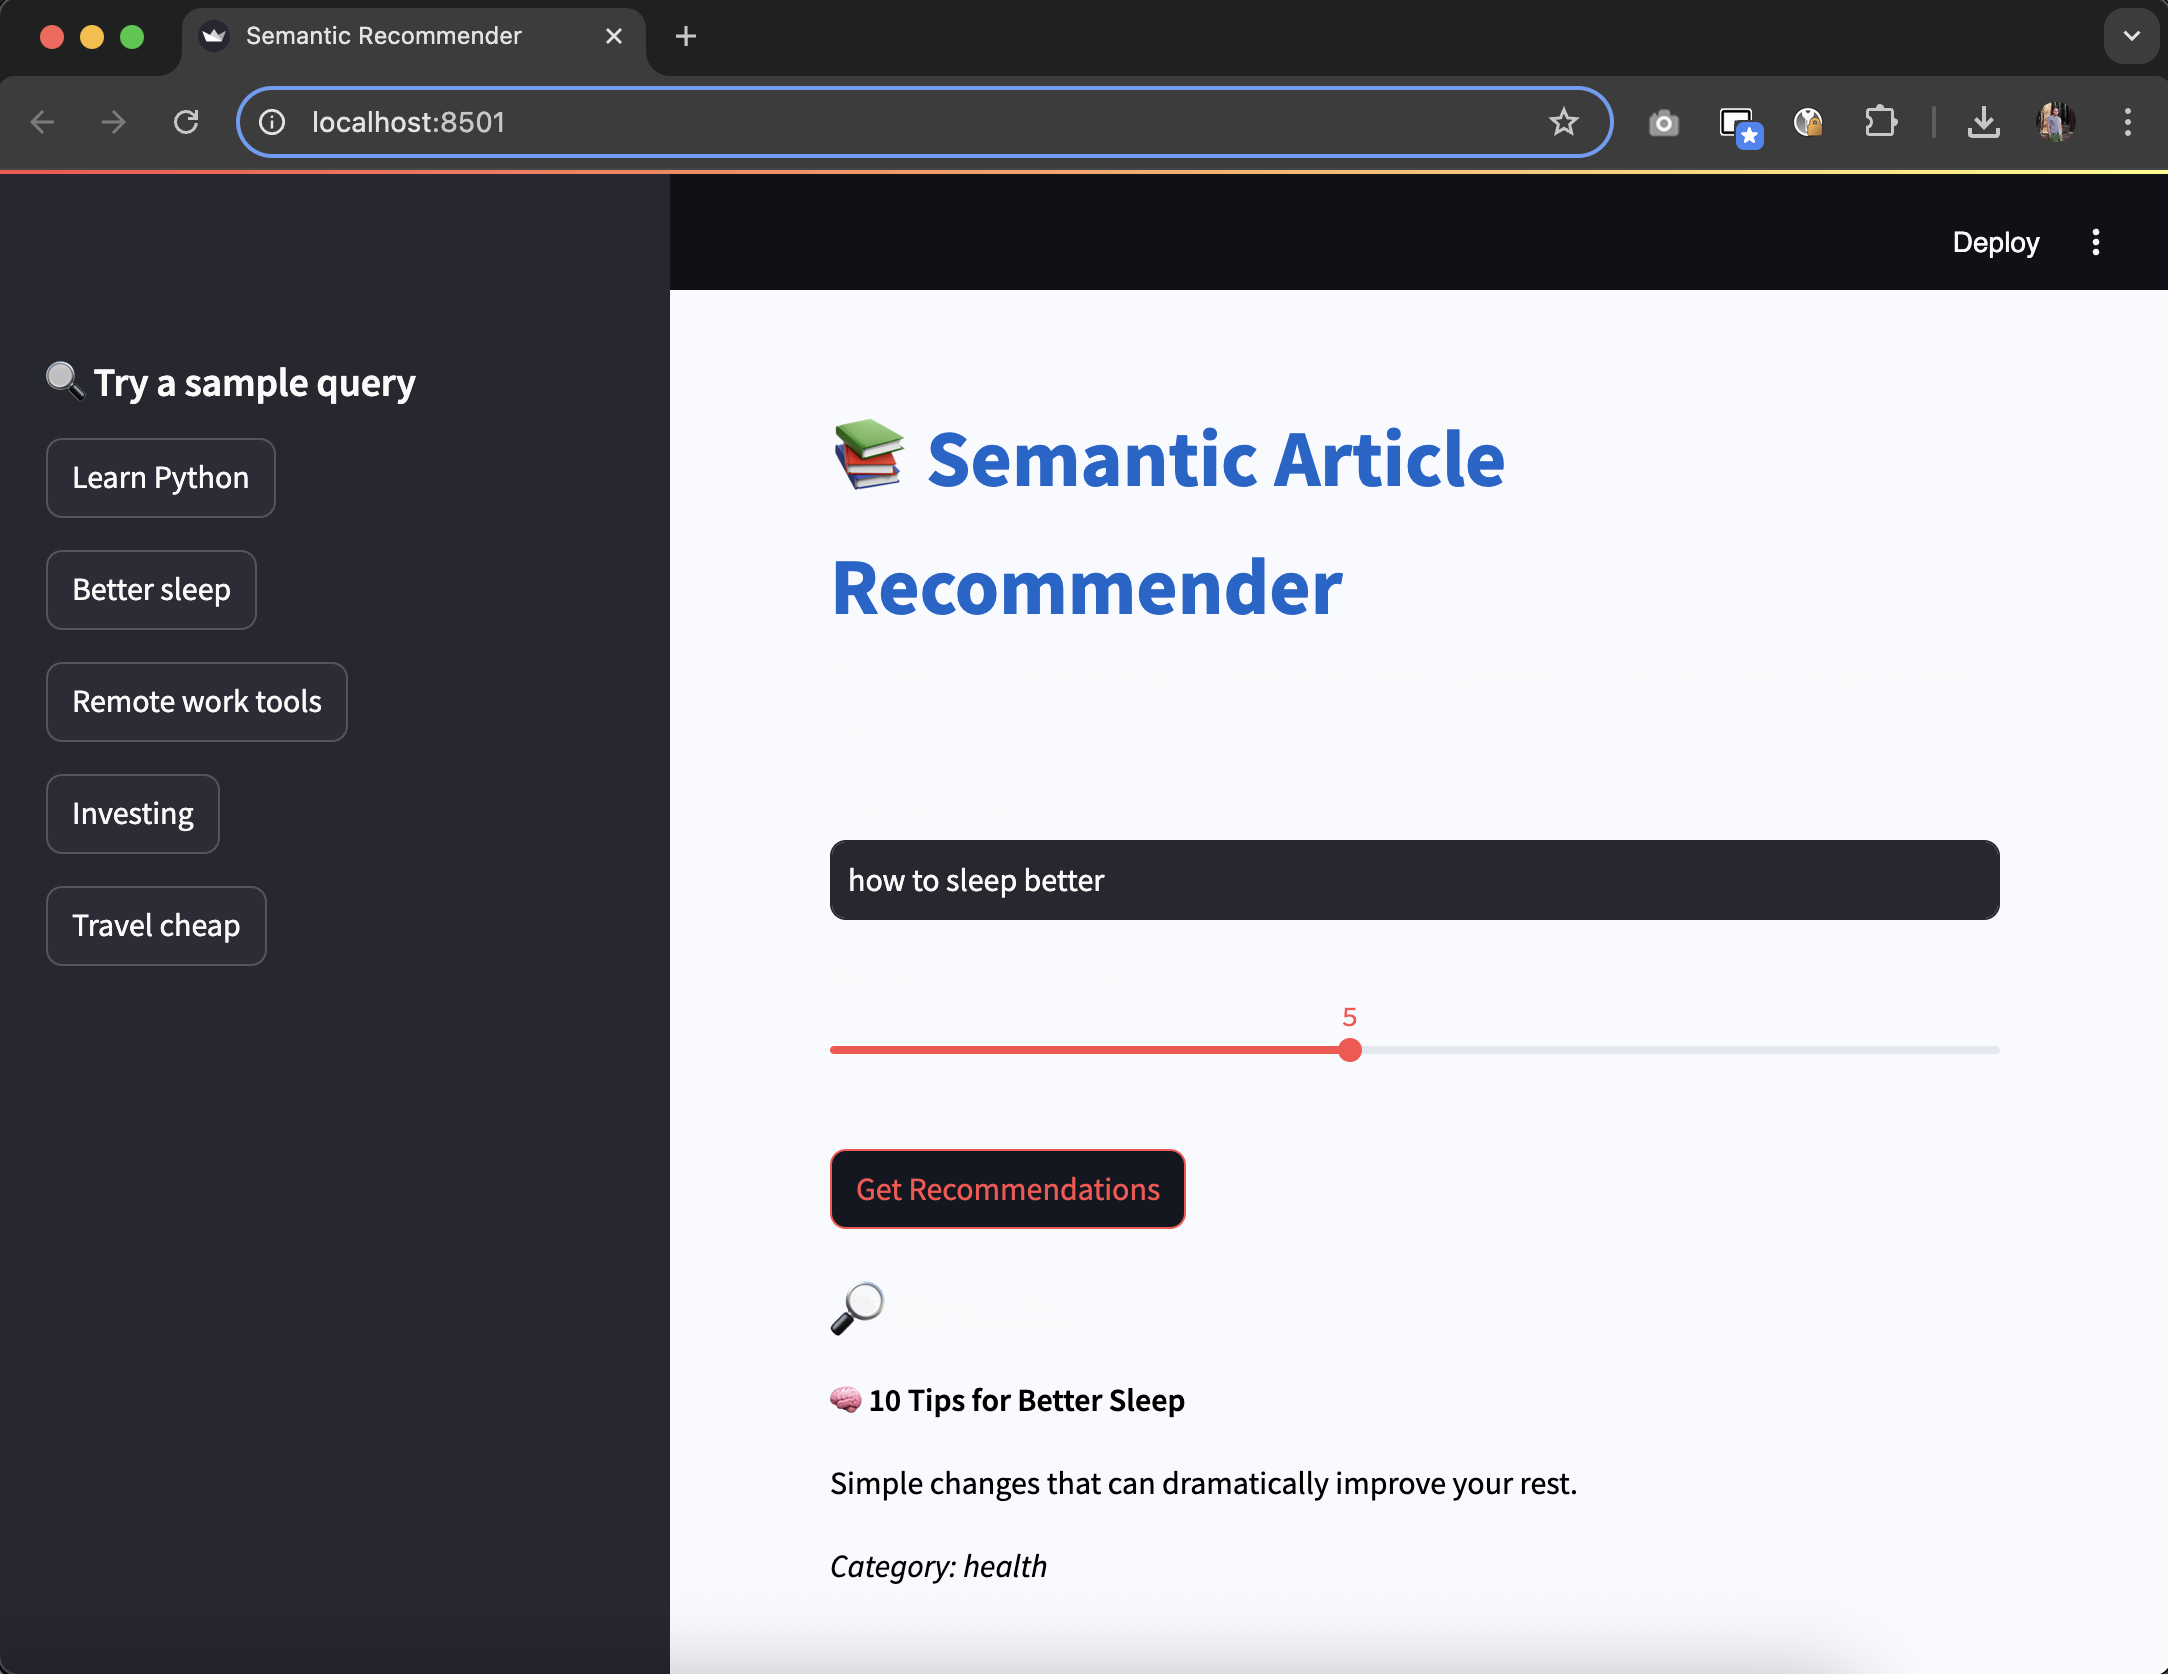 Semantic Recommender
localhost:8501
Deploy
Try a sample query
Learn Python
Better sleep
Remote work tools
Investing
Travel cheap
Semantic Article
Recommender
how to sleep better
5
Get Recommendations
10 Tips for Better Sleep
Simple changes that can dramatically improve your rest.
Category: health